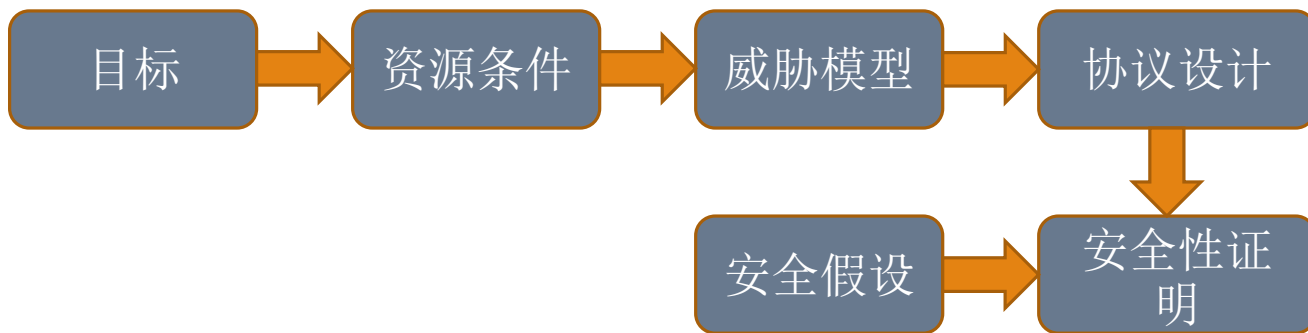 目标
资源条件
威胁模型
协议设计
安全假设
安全性证
明